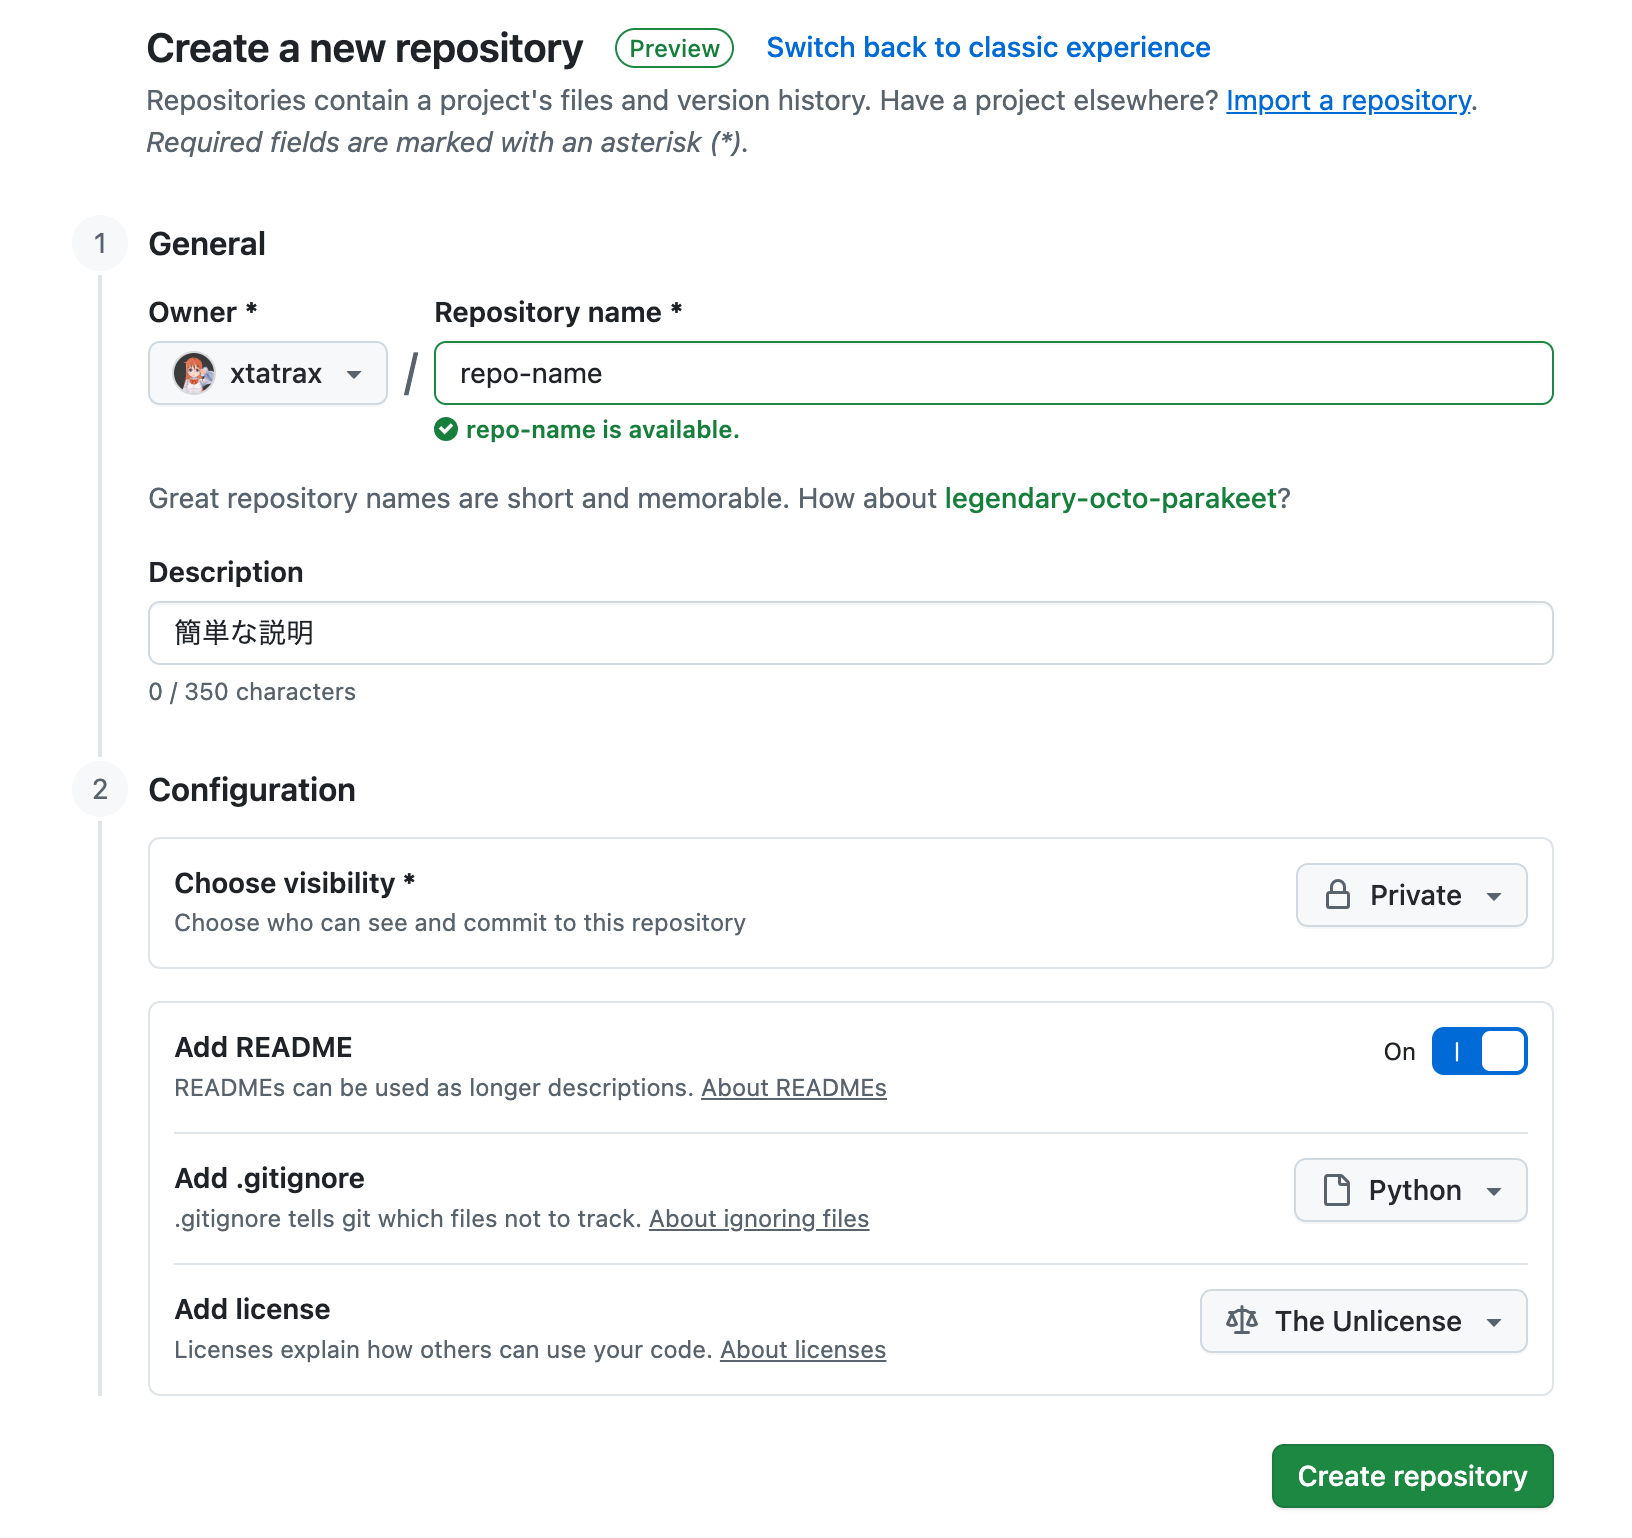 Create a new repository Preview Switch back to classic experience
Repositories contain a project's files and version history. Have a project elsewhere? Import a repository.
Required fields are marked with an asterisk (*).
1 General
Owner * Repository name *
xtatrax / repo-name
repo-name is available.
Great repository names are short and memorable. How about legendary-octo-parakeet?
Description
簡単な説明
0 / 350 characters
2 Configuration
Choose visibility * Private
Choose who can see and commit to this repository
Add README On
READMEs can be used as longer descriptions. About READMEs
Add .gitignore Python
.gitignore tells git which files not to track. About ignoring files
Add license The Unlicense
Licenses explain how others can use your code. About licenses
Create repository